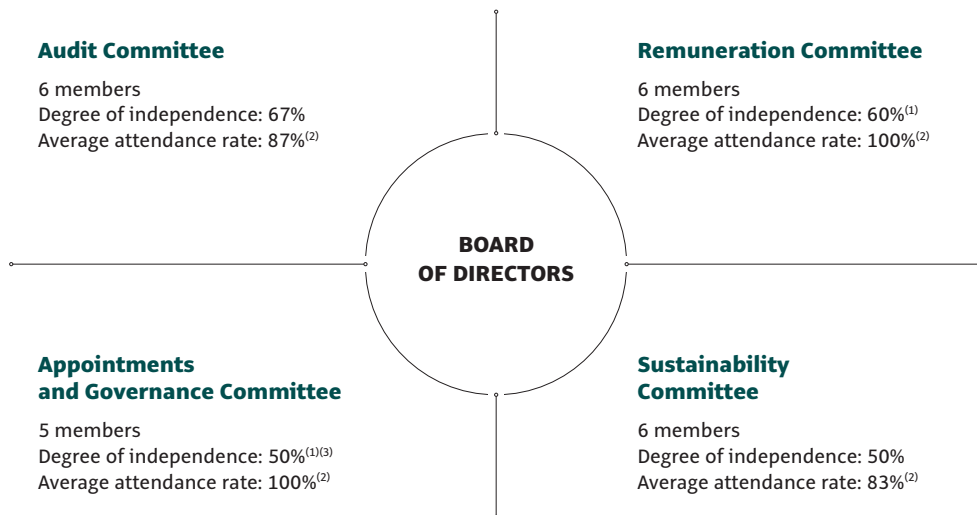 Audit Committee
6 members
Degree of independence: 67%
Average attendance rate: 87%(2)
Remuneration Committee
6 members
Degree of independence: 60%(1)
Average attendance rate: 100%(2)
BOARD
OF DIRECTORS
Appointments
and Governance Committee
5 members
Degree of independence: 50%(1)(3)
Average attendance rate: 100%(2)
Sustainability
Committee
6 members
Degree of independence: 50%
Average attendance rate: 83%(2)